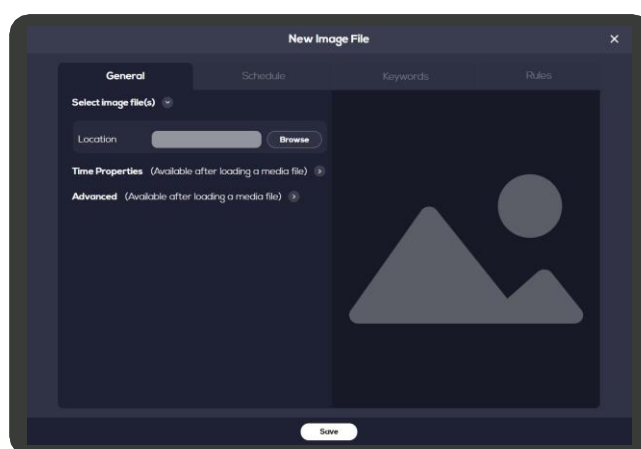 New Image File
General Schedule Keywords Rules
Select image file(s)
Location Browse
Time Properties (Available after loading a media file)
Advanced (Available after loading a media file)
Save